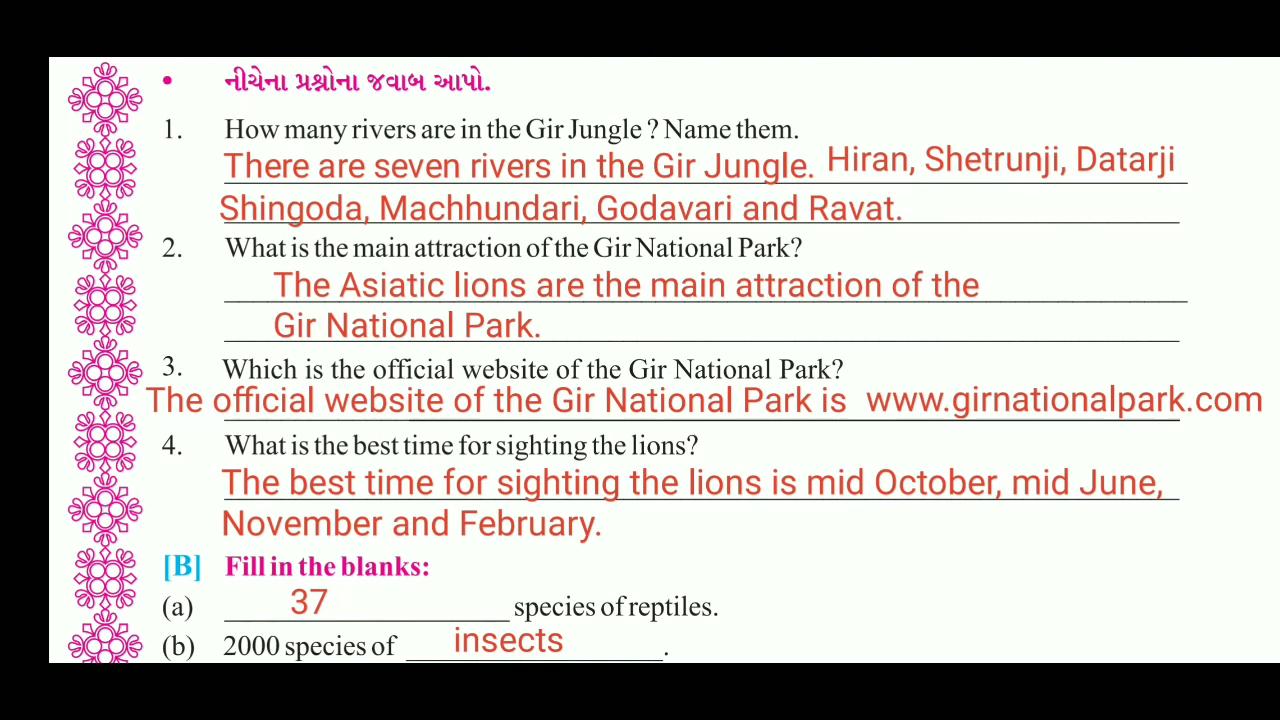 • નીચેના પ્રશ્નોના જવાબ આપો.
1. How many rivers are in the Gir Jungle ? Name them.
There are seven rivers in the Gir Jungle. Hiran, Shetrunji, Datarji
Shingoda, Machhundari, Godavari and Ravat.
2. What is the main attraction of the Gir National Park?
The Asiatic lions are the main attraction of the
Gir National Park.
3. Which is the official website of the Gir National Park?
The official website of the Gir National Park is www.girnationalpark.com
4. What is the best time for sighting the lions?
The best time for sighting the lions is mid October, mid June,
November and February.
[B] Fill in the blanks:
(a) 37 species of reptiles.
(b) 2000 species of insects.